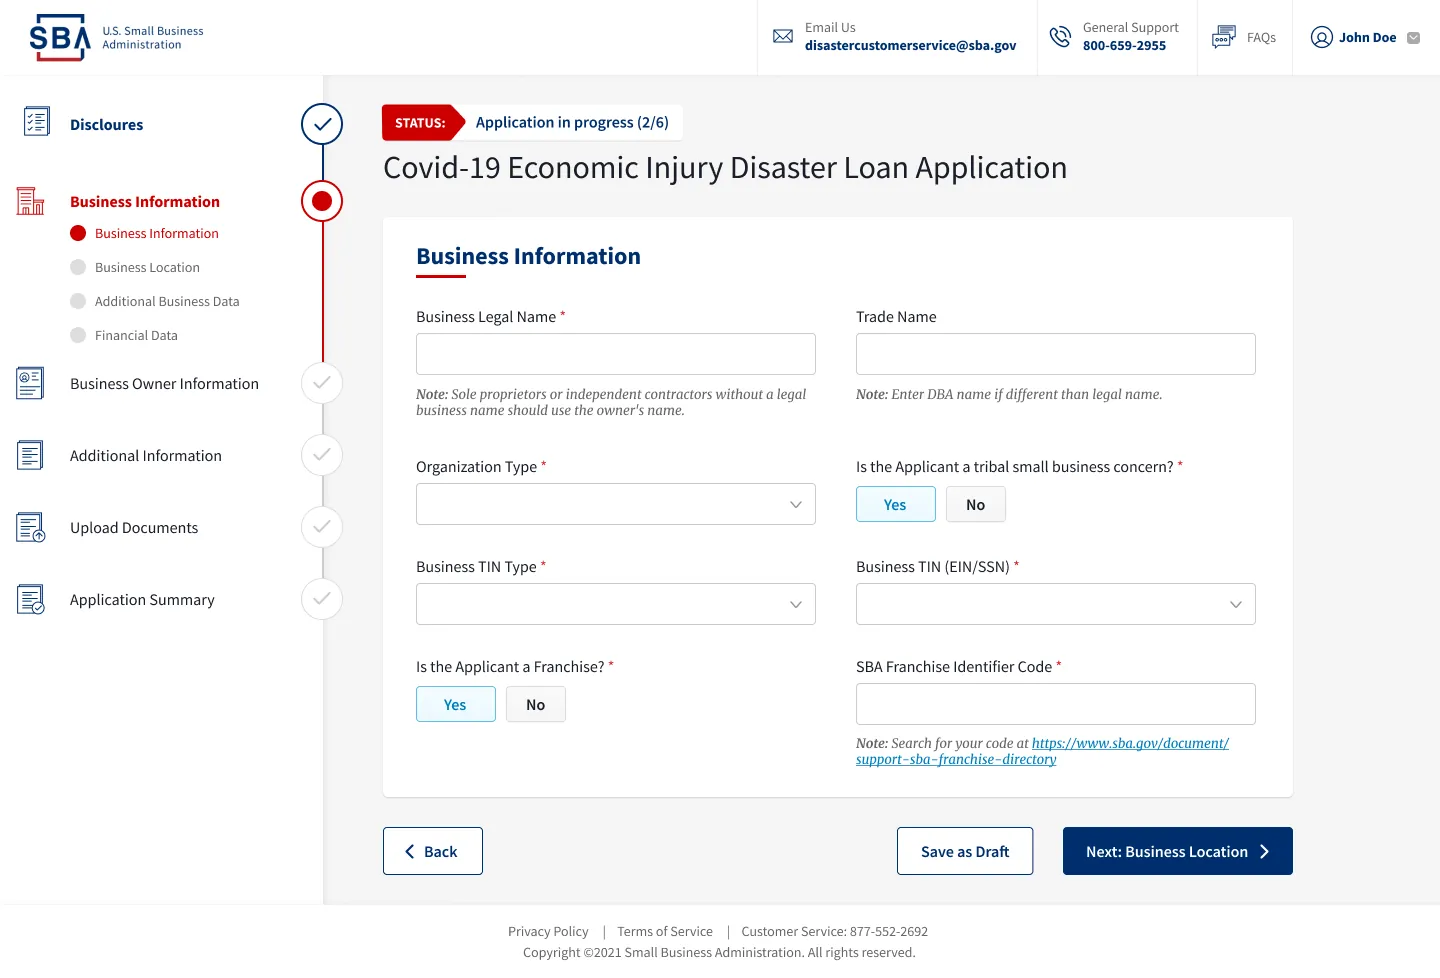 SBA
U.S. Small Business
Administration
Email Us
disastercustomerservice@sba.gov
General Support
800-659-2955
FAQs
John Doe
Discloures
Business Information
Business Information
Business Location
Additional Business Data
Financial Data
Business Owner Information
Additional Information
Upload Documents
Application Summary
STATUS: Application in progress (2/6)
Covid-19 Economic Injury Disaster Loan Application
Business Information
Business Legal Name *
Note: Sole proprietors or independent contractors without a legal
business name should use the owner's name.
Trade Name
Note: Enter DBA name if different than legal name.
Organization Type *
Is the Applicant a tribal small business concern? *
Yes No
Business TIN Type *
Business TIN (EIN/SSN) *
Is the Applicant a Franchise? *
Yes No
SBA Franchise Identifier Code *
Note: Search for your code at https://www.sba.gov/document/
support-sba-franchise-directory
Back
Save as Draft
Next: Business Location
Privacy Policy | Terms of Service | Customer Service: 877-552-2692
Copyright ©2021 Small Business Administration. All rights reserved.